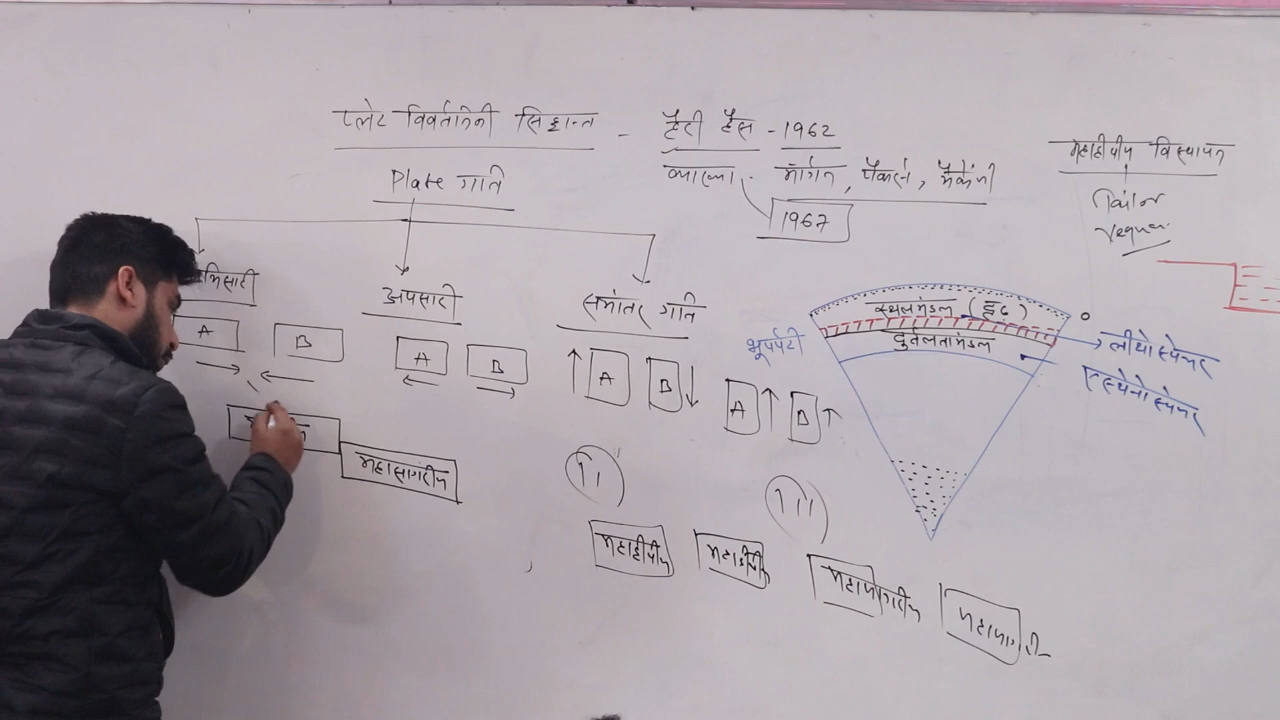 प्लेट विवर्तनिकी सिद्धान्त - हैरी हैस - 1962
व्याख्या - मॉर्गन, पार्कर, मैकेंजी
1967
महाद्वीपीय विस्थापन
Plate गति
भिसारी
अपसारी
समांतर गति
A B
A B
A B
A B
महासागरीय
महाद्वीपीय
महाद्वीपीय
महासागरीय
महासागरी
स्थलमंडल (दृढ़)
दुर्बलतामंडल
भूपर्पटी
लीथोस्फेयर
एस्थेनोस्फेयर